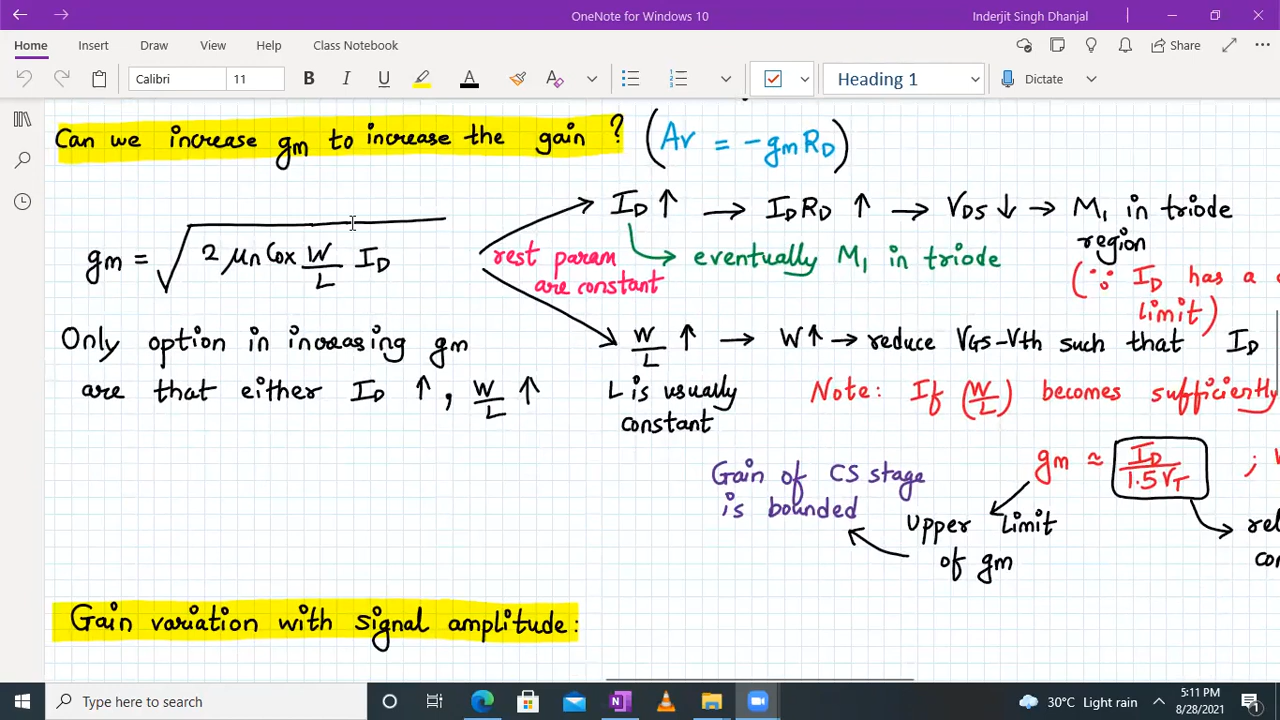 OneNote for Windows 10
Inderjit Singh Dhanjal
Home Insert Draw View Help Class Notebook
Share
Calibri 11 B I U A Heading 1 Dictate
Can we increase gm to increase the gain ? (Av = -gmRD)
ID ↑ → IDRD ↑ → VDS ↓ → M1 in triode
region
gm = √2 μn Cox W/L ID
rest param
are constant
eventually M1 in triode
(∵ ID has a
limit)
Only option in increasing gm
are that either ID ↑, W/L ↑
W/L ↑ → W↑ → reduce VGS-Vth such that ID
L is usually
constant
Note: If (W/L) becomes sufficiently
gm ≈ ID/1.5VT ;
Gain of CS stage
is bounded
Upper limit
of gm
Gain variation with signal amplitude:
Type here to search
30°C Light rain
5:11 PM
8/28/2021